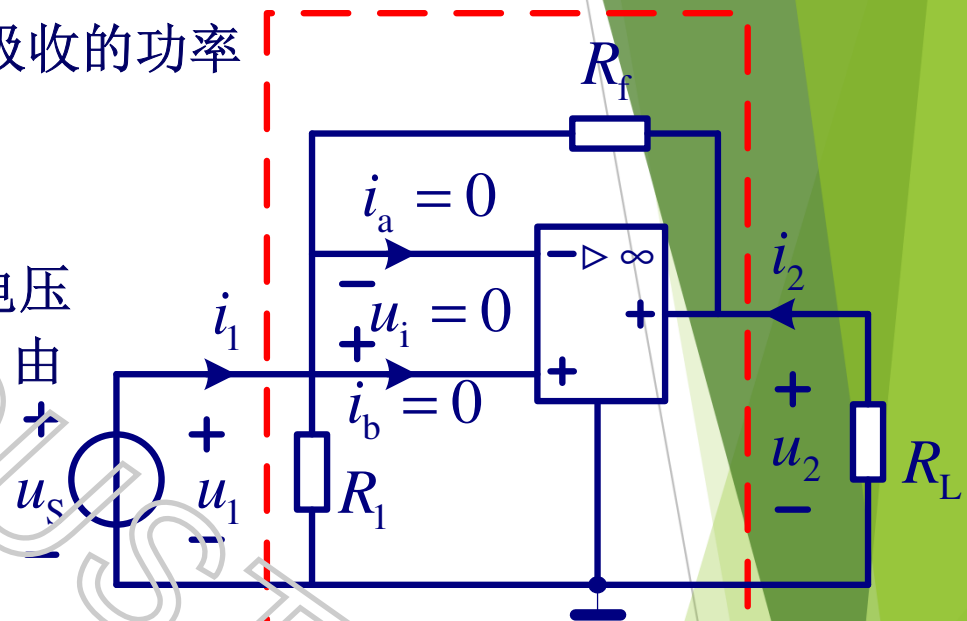 吸收的功率
R_f
i_a = 0
- ▷ ∞
电压
i_2
- u_i = 0 +
+
i_1
由
+
i_b = 0
+
+
+
u_S
u_1
R_1
u_2
R_L
-
-
-
UST